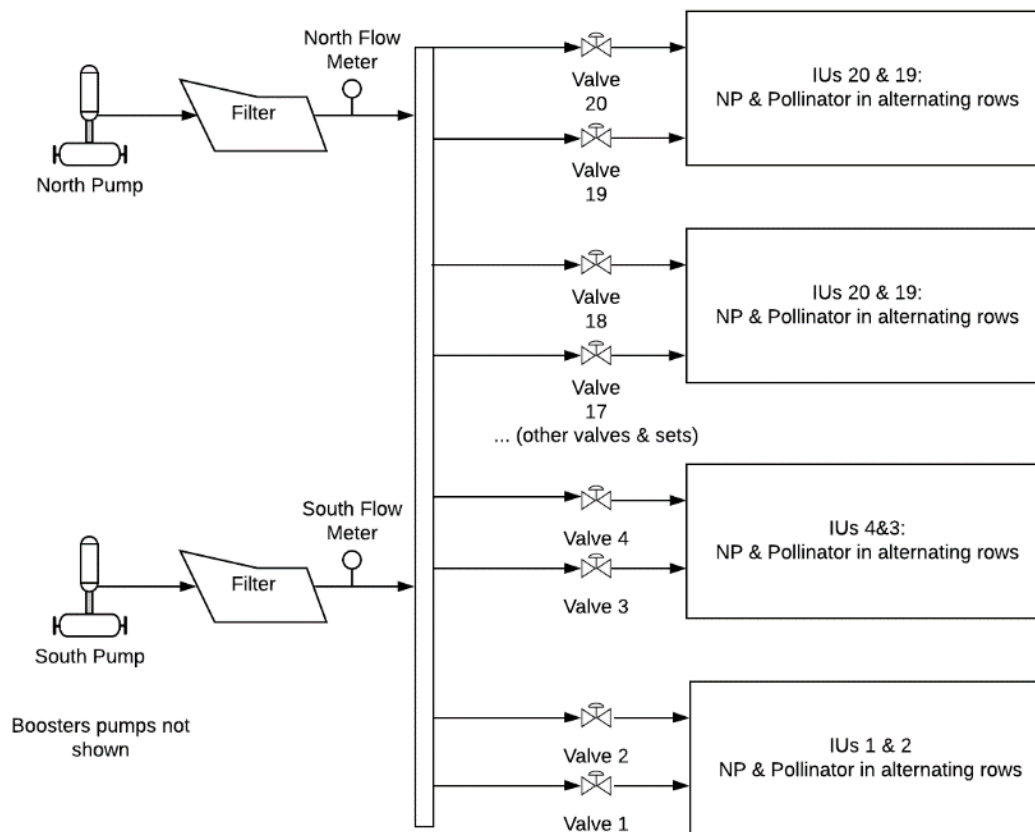 North Flow
Meter
Filter
North Pump
Valve
20
Valve
19
IUs 20 & 19:
NP & Pollinator in alternating rows
Valve
18
Valve
17
... (other valves & sets)
IUs 20 & 19:
NP & Pollinator in alternating rows
South Flow
Meter
Filter
South Pump
Boosters pumps not
shown
Valve 4
Valve 3
IUs 4&3:
NP & Pollinator in alternating rows
Valve 2
Valve 1
IUs 1 & 2
NP & Pollinator in alternating rows